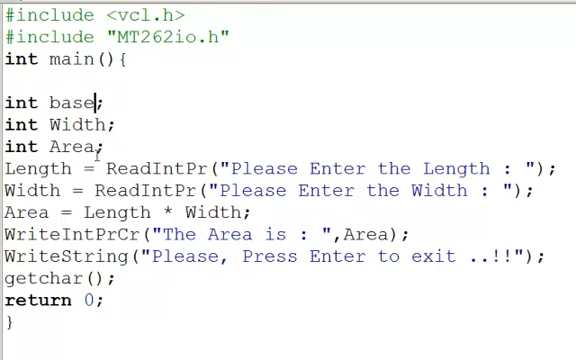 #include <vcl.h>
#include "MT262io.h"
int main(){
int base;
int Width;
int Area;
Length = ReadIntPr("Please Enter the Length : ");
Width = ReadIntPr("Please Enter the Width : ");
Area = Length * Width;
WriteIntPrCr("The Area is : ",Area);
WriteString("Please, Press Enter to exit ..!!");
getchar();
return 0;
}